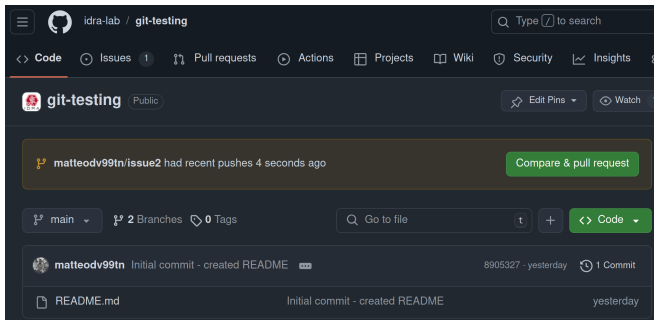 idra-lab / git-testing
Type / to search
Code Issues 1 Pull requests Actions Projects Wiki Security Insights
git-testing Public
Edit Pins Watch
matteodv99tn/issue2 had recent pushes 4 seconds ago
Compare & pull request
main 2 Branches 0 Tags
Go to file t
Code
matteodv99tn Initial commit - created README
8905327 · yesterday 1 Commit
README.md Initial commit - created README yesterday